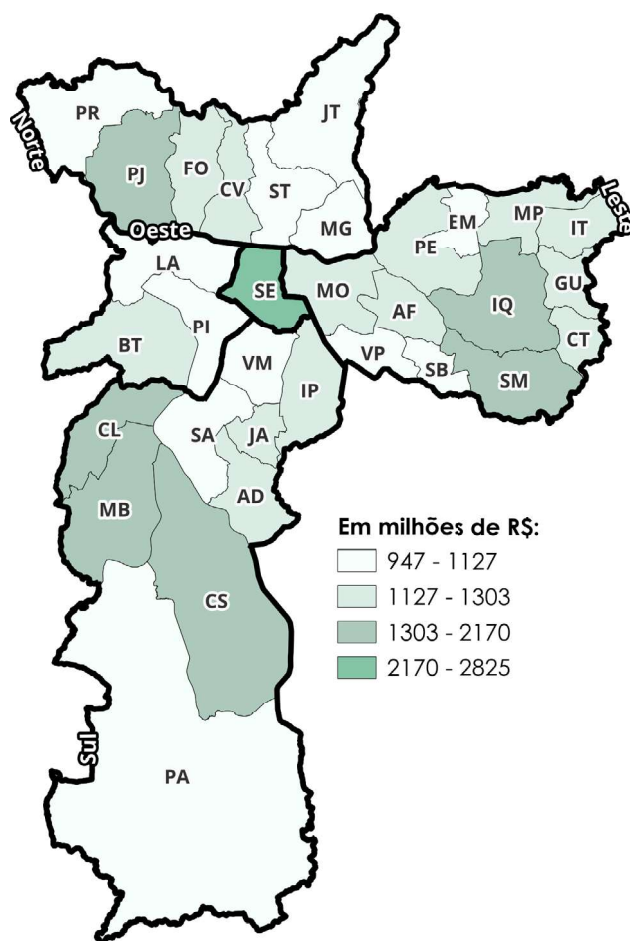 PR
JT
Norte
PJ
FO
CV
ST
MG
Oeste
LA
SE
PI
BT
Leste
EM
MP
IT
PE
MO
IQ
GU
AF
CT
VP
SB
SM
VM
IP
CL
SA
JA
MB
AD
CS
Sul
PA
Em milhões de R$:
947 - 1127
1127 - 1303
1303 - 2170
2170 - 2825